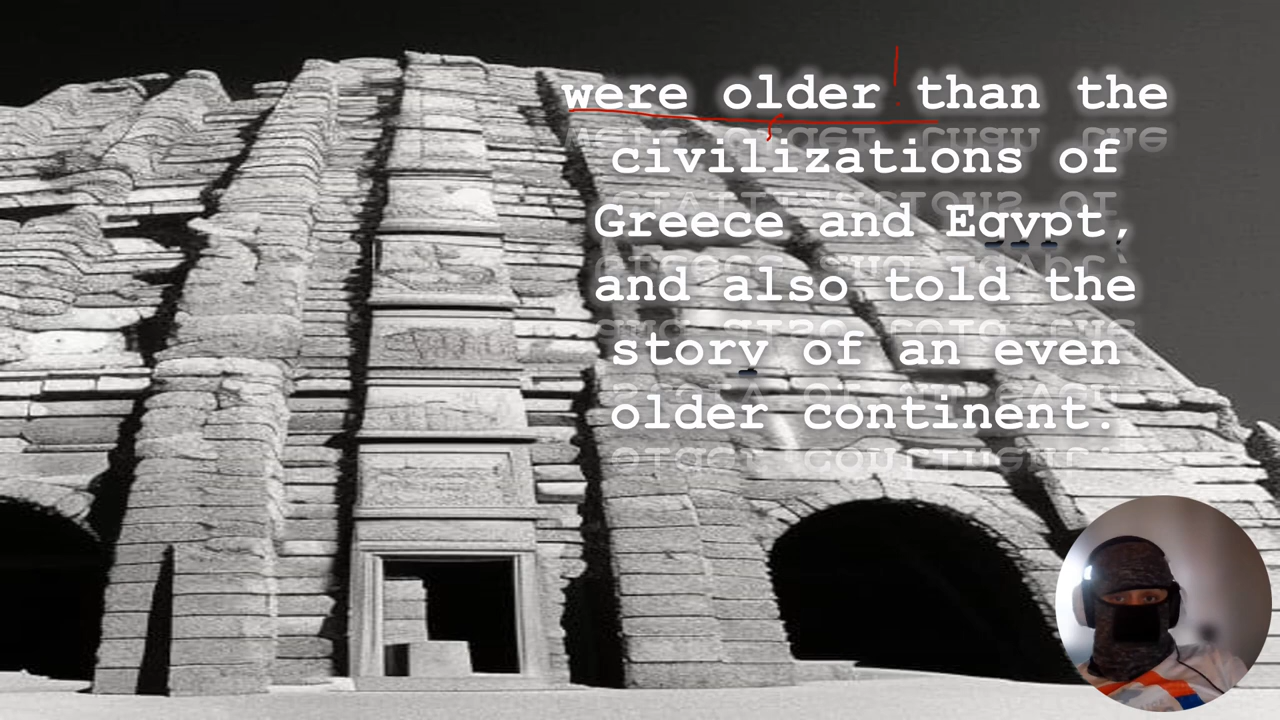 were older than the
civilizations of
Greece and Egypt,
and also told the
story of an even
older continent.